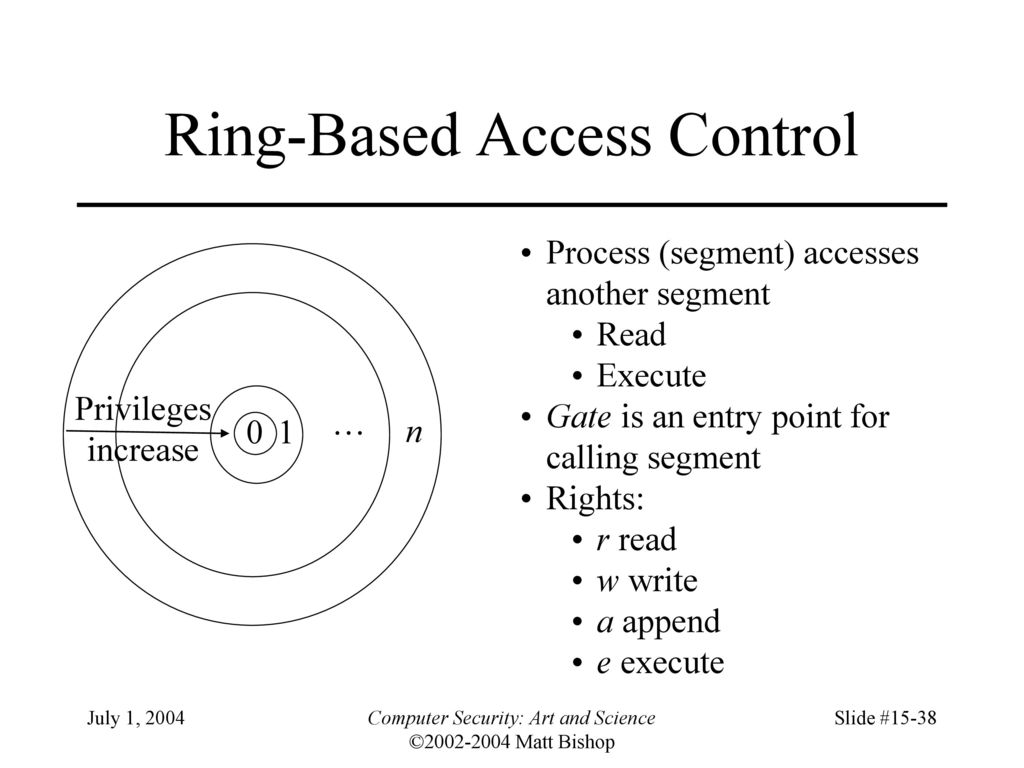 Ring-Based Access Control
Privileges
increase
0 1 … n
• Process (segment) accesses
another segment
• Read
• Execute
• Gate is an entry point for
calling segment
• Rights:
• r read
• w write
• a append
• e execute
July 1, 2004
Computer Security: Art and Science
©2002-2004 Matt Bishop
Slide #15-38